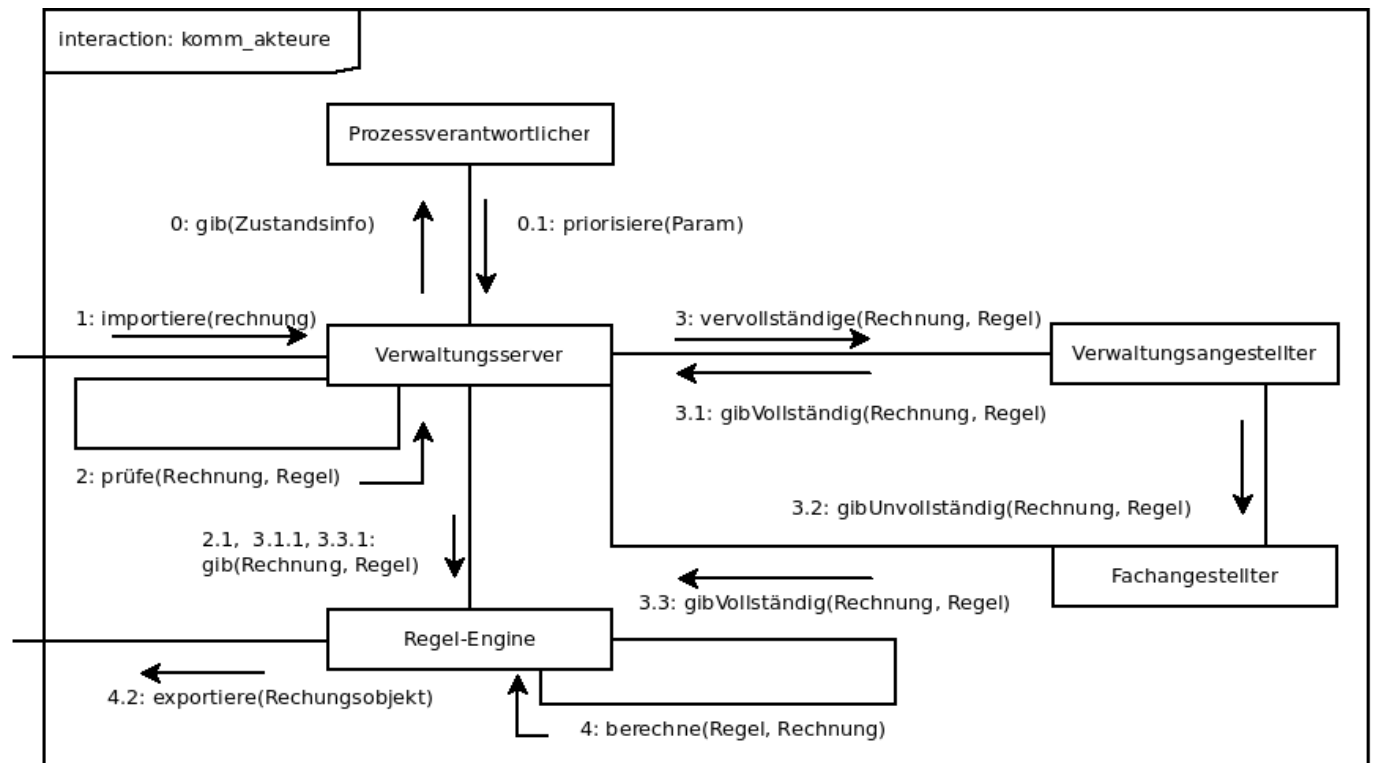 interaction: komm_akteure
Prozessverantwortlicher
0: gib(Zustandsinfo)
0.1: priorisiere(Param)
1: importiere(rechnung)
3: vervollständige(Rechnung, Regel)
Verwaltungsserver
Verwaltungsangestellter
3.1: gibVollständig(Rechnung, Regel)
2: prüfe(Rechnung, Regel)
3.2: gibUnvollständig(Rechnung, Regel)
2.1, 3.1.1, 3.3.1:
gib(Rechnung, Regel)
Fachangestellter
3.3: gibVollständig(Rechnung, Regel)
Regel-Engine
4.2: exportiere(Rechungsobjekt)
4: berechne(Regel, Rechnung)